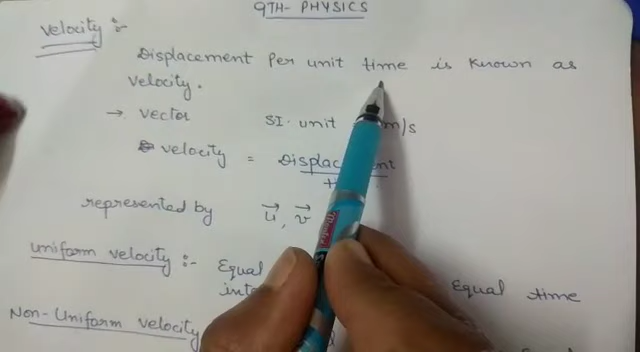 9TH- PHYSICS
Velocity :-
Displacement Per unit time is known as
velocity.
→ vector SI. unit m/s
velocity =
represented by u⃗, v⃗
uniform velocity :- Equal Equal time
Non-Uniform velocity